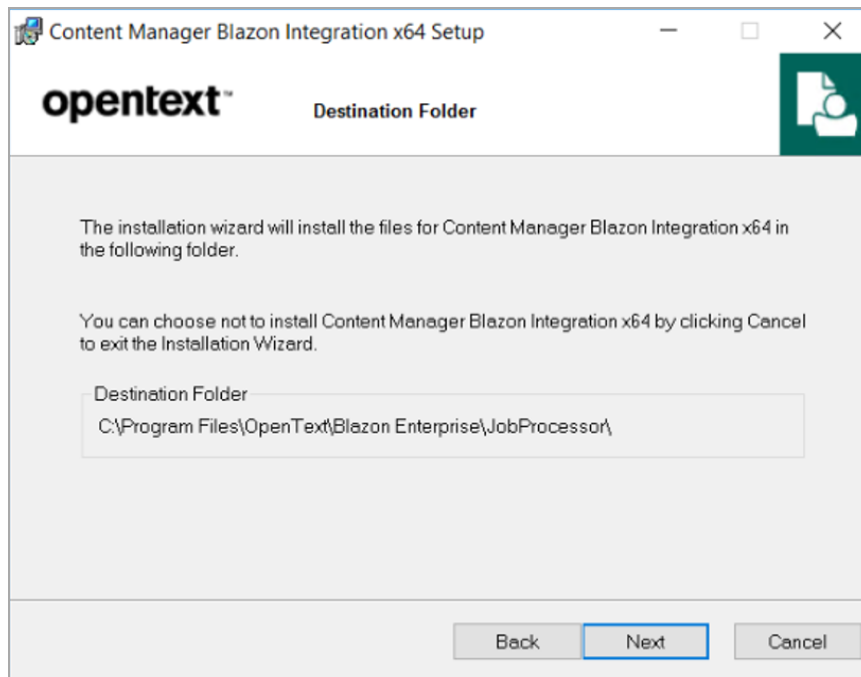 Content Manager Blazon Integration x64 Setup
opentext™
Destination Folder
The installation wizard will install the files for Content Manager Blazon Integration x64 in
the following folder.
You can choose not to install Content Manager Blazon Integration x64 by clicking Cancel
to exit the Installation Wizard.
Destination Folder
C:\Program Files\OpenText\Blazon Enterprise\JobProcessor\
Back
Next
Cancel